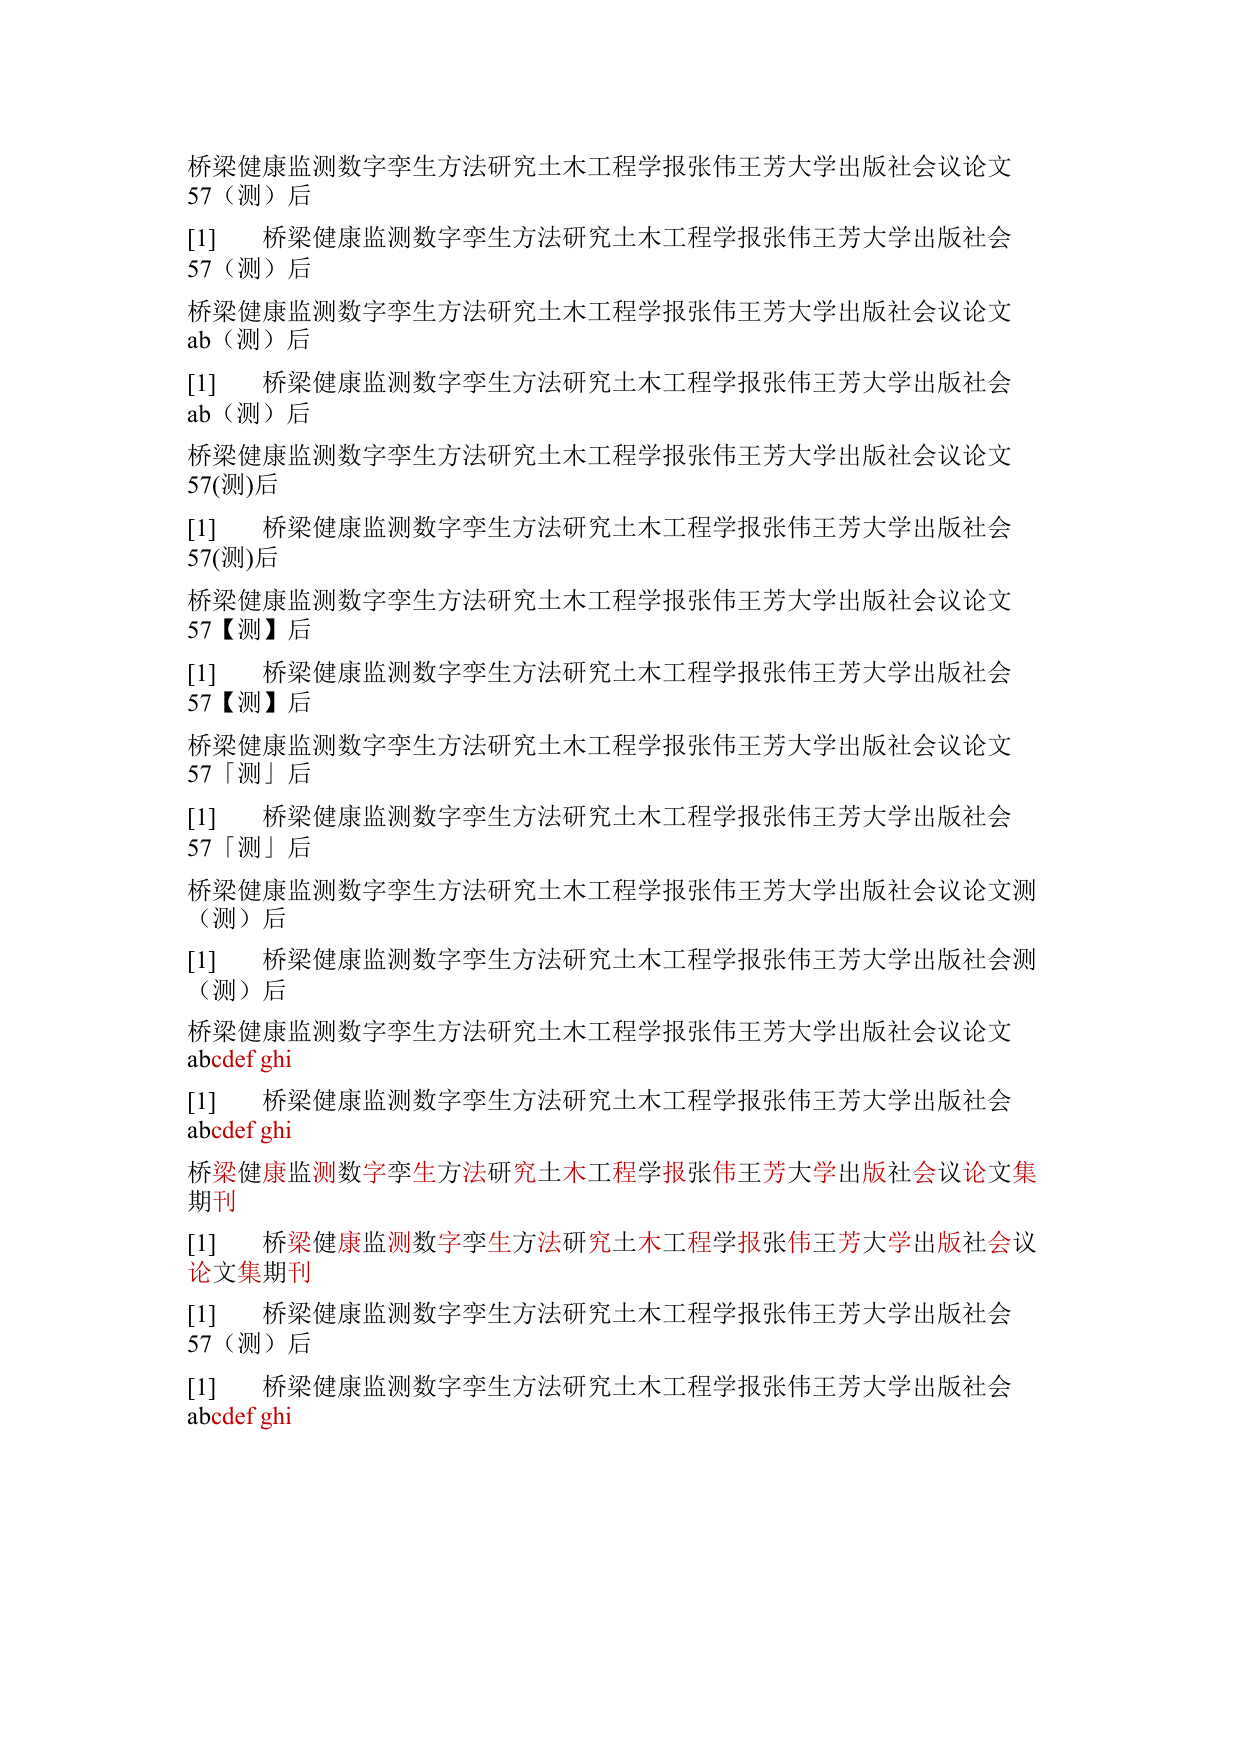 桥梁健康监测数字孪生方法研究土木工程学报张伟王芳大学出版社会议论文
57（测）后
[1] 桥梁健康监测数字孪生方法研究土木工程学报张伟王芳大学出版社会
57（测）后
桥梁健康监测数字孪生方法研究土木工程学报张伟王芳大学出版社会议论文
ab（测）后
[1] 桥梁健康监测数字孪生方法研究土木工程学报张伟王芳大学出版社会
ab（测）后
桥梁健康监测数字孪生方法研究土木工程学报张伟王芳大学出版社会议论文
57(测)后
[1] 桥梁健康监测数字孪生方法研究土木工程学报张伟王芳大学出版社会
57(测)后
桥梁健康监测数字孪生方法研究土木工程学报张伟王芳大学出版社会议论文
57【测】后
[1] 桥梁健康监测数字孪生方法研究土木工程学报张伟王芳大学出版社会
57【测】后
桥梁健康监测数字孪生方法研究土木工程学报张伟王芳大学出版社会议论文
57「测」后
[1] 桥梁健康监测数字孪生方法研究土木工程学报张伟王芳大学出版社会
57「测」后
桥梁健康监测数字孪生方法研究土木工程学报张伟王芳大学出版社会议论文测
（测）后
[1] 桥梁健康监测数字孪生方法研究土木工程学报张伟王芳大学出版社会测
（测）后
桥梁健康监测数字孪生方法研究土木工程学报张伟王芳大学出版社会议论文
abcdef ghi
[1] 桥梁健康监测数字孪生方法研究土木工程学报张伟王芳大学出版社会
abcdef ghi
桥梁健康监测数字孪生方法研究土木工程学报张伟王芳大学出版社会议论文集
期刊
[1] 桥梁健康监测数字孪生方法研究土木工程学报张伟王芳大学出版社会议
论文集期刊
[1] 桥梁健康监测数字孪生方法研究土木工程学报张伟王芳大学出版社会
57（测）后
[1] 桥梁健康监测数字孪生方法研究土木工程学报张伟王芳大学出版社会
abcdef ghi